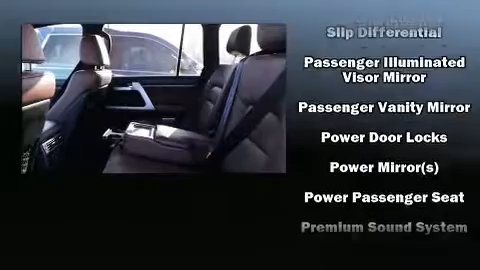 Slip Differential
Passenger Illuminated
Visor Mirror
Passenger Vanity Mirror
Power Door Locks
Power Mirror(s)
Power Passenger Seat
Premium Sound System